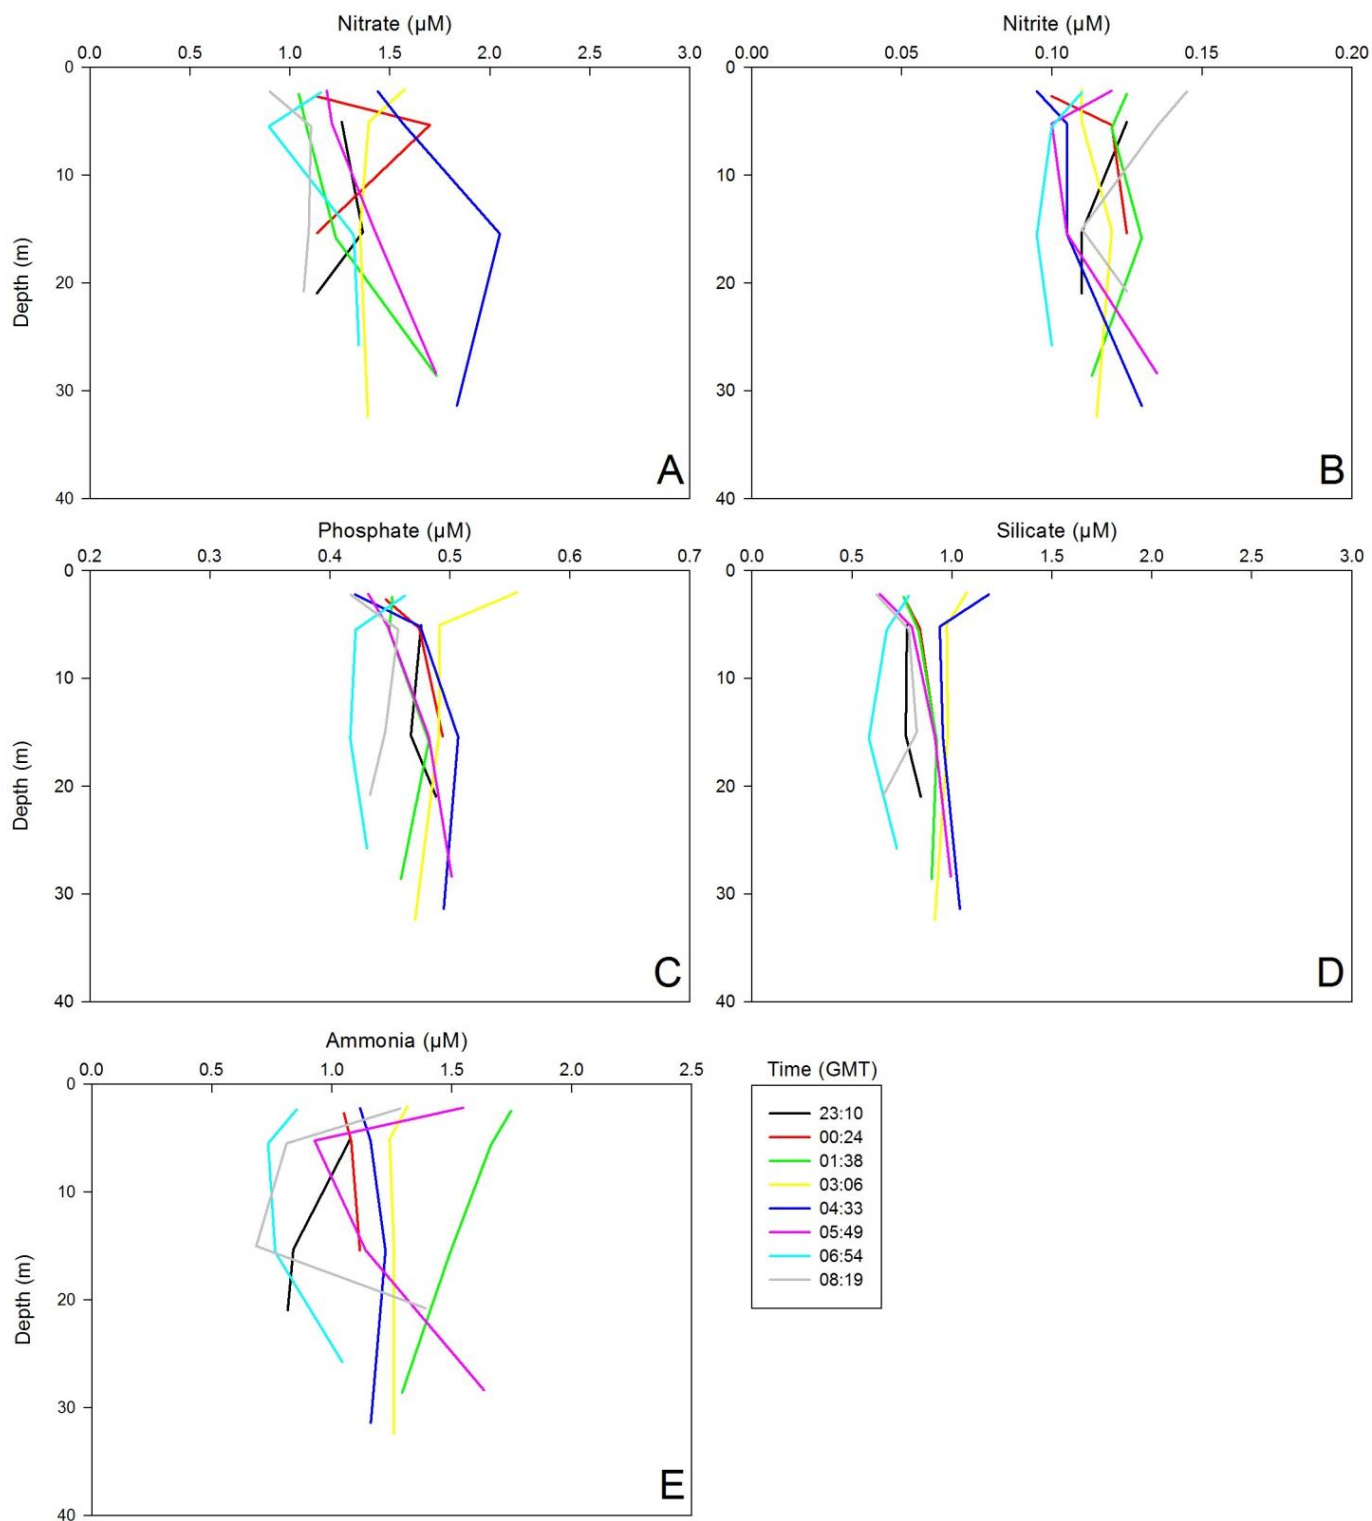 Nitrate (µM)
Nitrite (µM)
0.0 0.5 1.0 1.5 2.0 2.5 3.0
0.00 0.05 0.10 0.15 0.20
0
10
20
30
40
Depth (m)
A
0
10
20
30
40
B
Phosphate (µM)
Silicate (µM)
0.2 0.3 0.4 0.5 0.6 0.7
0.0 0.5 1.0 1.5 2.0 2.5 3.0
0
10
20
30
40
Depth (m)
C
0
10
20
30
40
D
Ammonia (µM)
0.0 0.5 1.0 1.5 2.0 2.5
0
10
20
30
40
Depth (m)
E
Time (GMT)
23:10
00:24
01:38
03:06
04:33
05:49
06:54
08:19